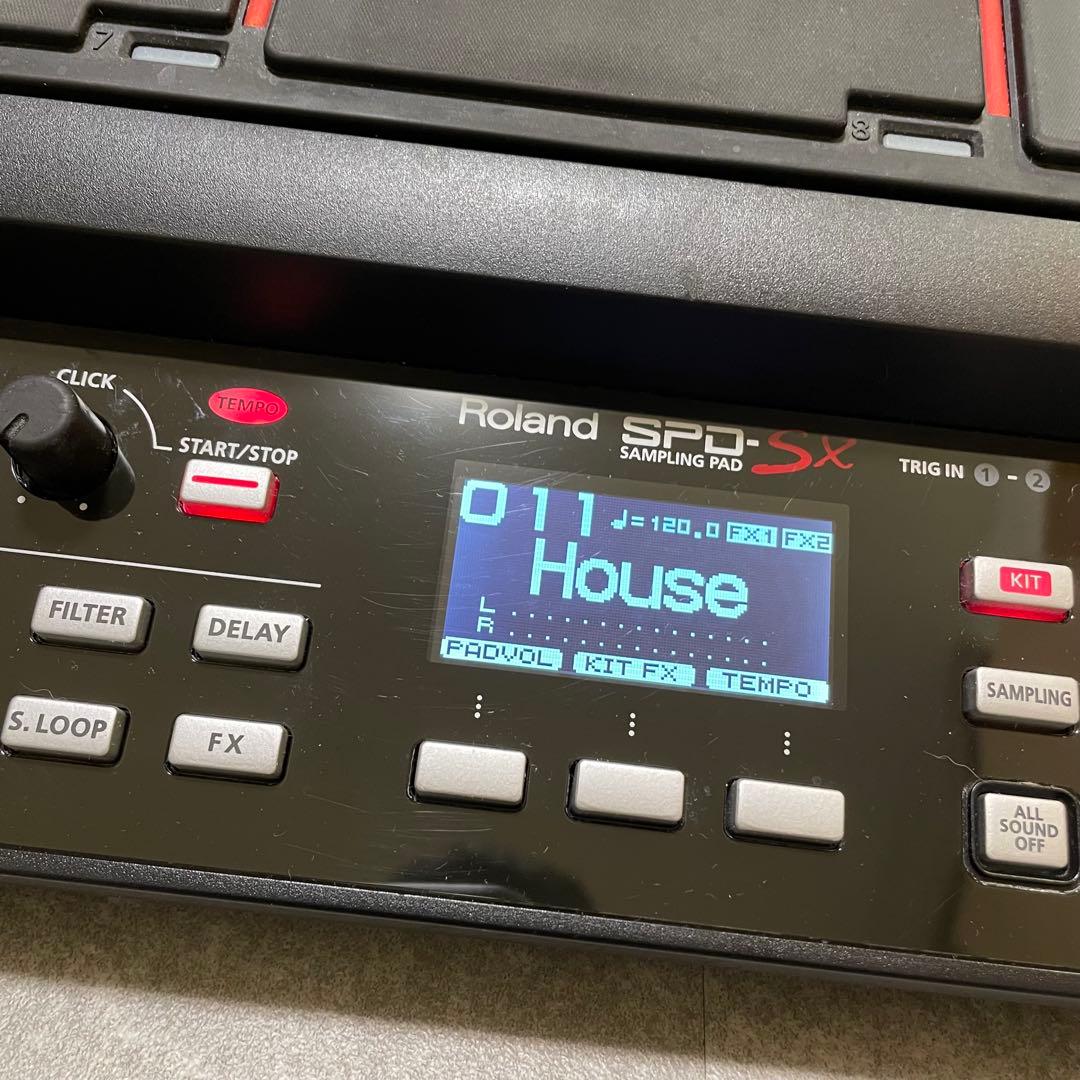 7
8
CLICK
TEMPO
START/STOP
Roland SPD-SX
SAMPLING PAD
TRIG IN 1 - 2
011 ♩=120.0 FX1 FX2
House
L
R
PADVOL KIT FX TEMPO
KIT
FILTER
DELAY
SAMPLING
S. LOOP
FX
ALL
SOUND
OFF